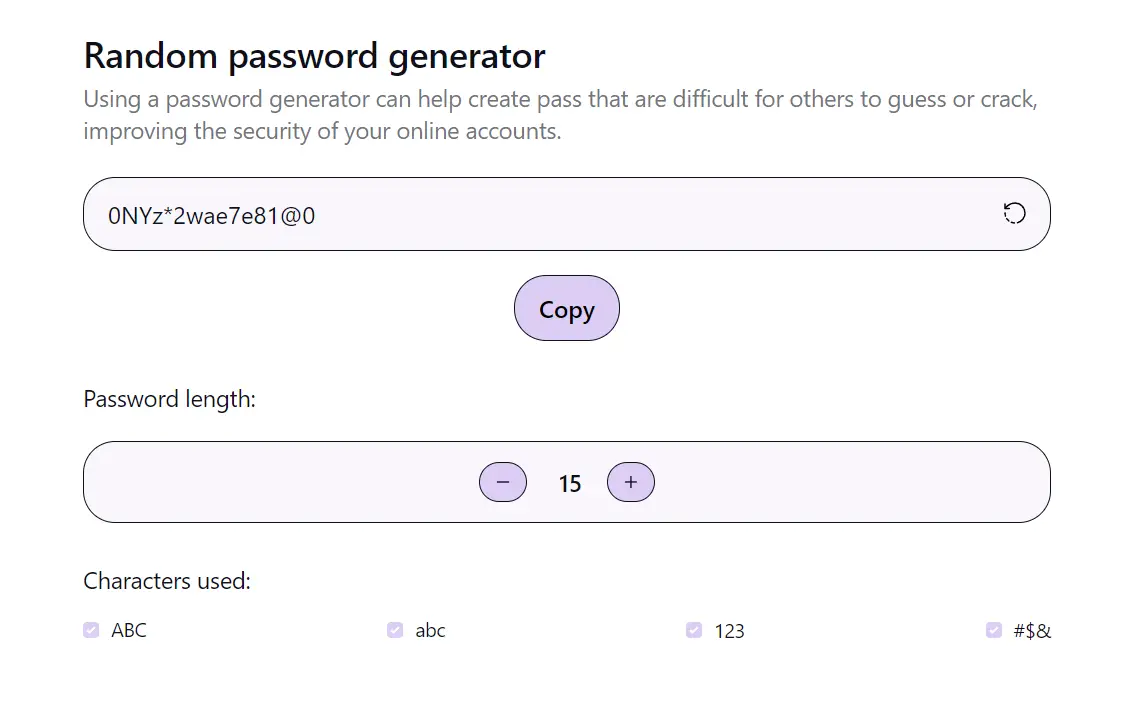 Random password generator
Using a password generator can help create pass that are difficult for others to guess or crack,
improving the security of your online accounts.
0NYz*2wae7e81@0
Copy
Password length:
− 15 +
Characters used:
ABC abc 123 #$&